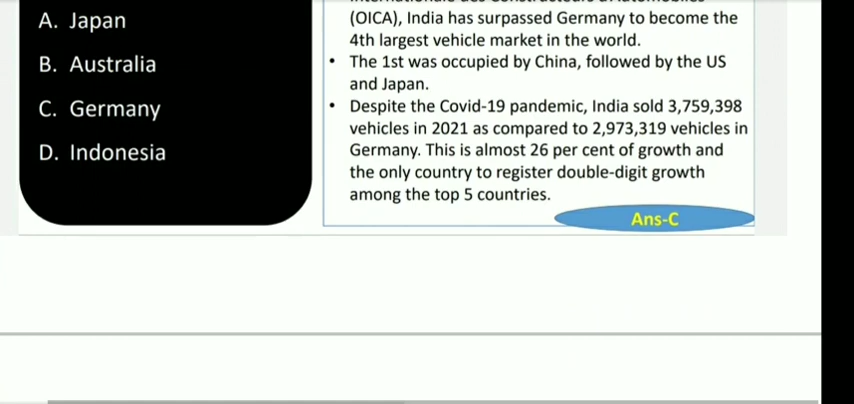 A. Japan
B. Australia
C. Germany
D. Indonesia
(OICA), India has surpassed Germany to become the
4th largest vehicle market in the world.
• The 1st was occupied by China, followed by the US
and Japan.
• Despite the Covid-19 pandemic, India sold 3,759,398
vehicles in 2021 as compared to 2,973,319 vehicles in
Germany. This is almost 26 per cent of growth and
the only country to register double-digit growth
among the top 5 countries.
Ans-C